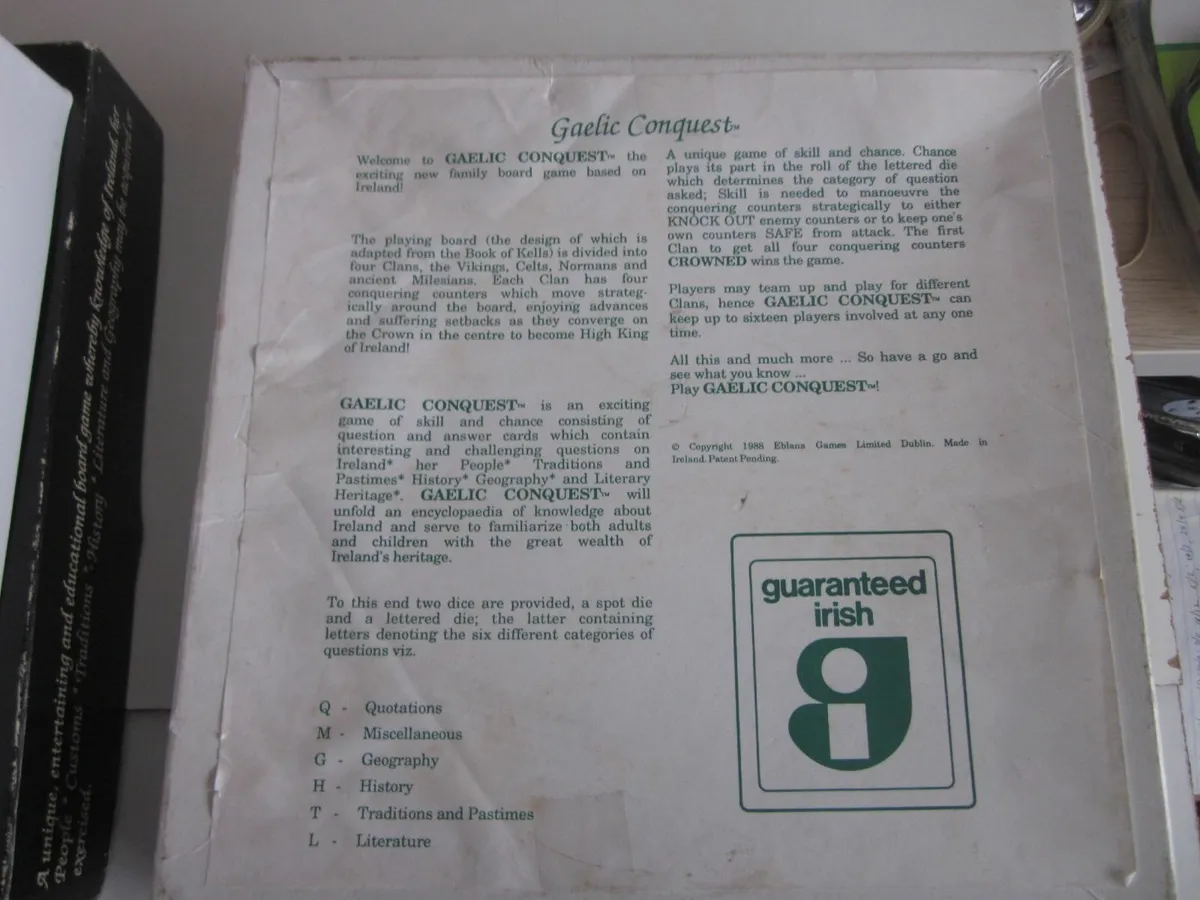 Gaelic Conquest™
Welcome to GAELIC CONQUEST™ the
exciting new family board game based on
Ireland!
The playing board (the design of which is
adapted from the Book of Kells) is divided into
four Clans, the Vikings, Celts, Normans and
ancient Milesians. Each Clan has four
conquering counters which move strateg-
ically around the board, enjoying advances
and suffering setbacks as they converge on
the Crown in the centre to become High King
of Ireland!
GAELIC CONQUEST™ is an exciting
game of skill and chance consisting of
question and answer cards which contain
interesting and challenging questions on
Ireland* her People* Traditions and
Pastimes* History* Geography* and Literary
Heritage*. GAELIC CONQUEST™ will
unfold an encyclopaedia of knowledge about
Ireland and serve to familiarize both adults
and children with the great wealth of
Ireland's heritage.
To this end two dice are provided, a spot die
and a lettered die; the latter containing
letters denoting the six different categories of
questions viz.
Q - Quotations
M - Miscellaneous
G - Geography
H - History
T - Traditions and Pastimes
L - Literature
A unique game of skill and chance. Chance
plays its part in the roll of the lettered die
which determines the category of question
asked; Skill is needed to manoeuvre the
conquering counters strategically to either
KNOCK OUT enemy counters or to keep one's
own counters SAFE from attack. The first
Clan to get all four conquering counters
CROWNED wins the game.
Players may team up and play for different
Clans, hence GAELIC CONQUEST™ can
keep up to sixteen players involved at any one
time.
All this and much more ... So have a go and
see what you know ...
Play GAELIC CONQUEST™!
© Copyright 1988 Eblana Games Limited Dublin. Made in
Ireland. Patent Pending.
guaranteed
irish
A unique, entertaining and educational board game whereby knowledge of Ireland, her
People * Customs * Traditions * History * Literature and Geography may be acquired or
exercised.